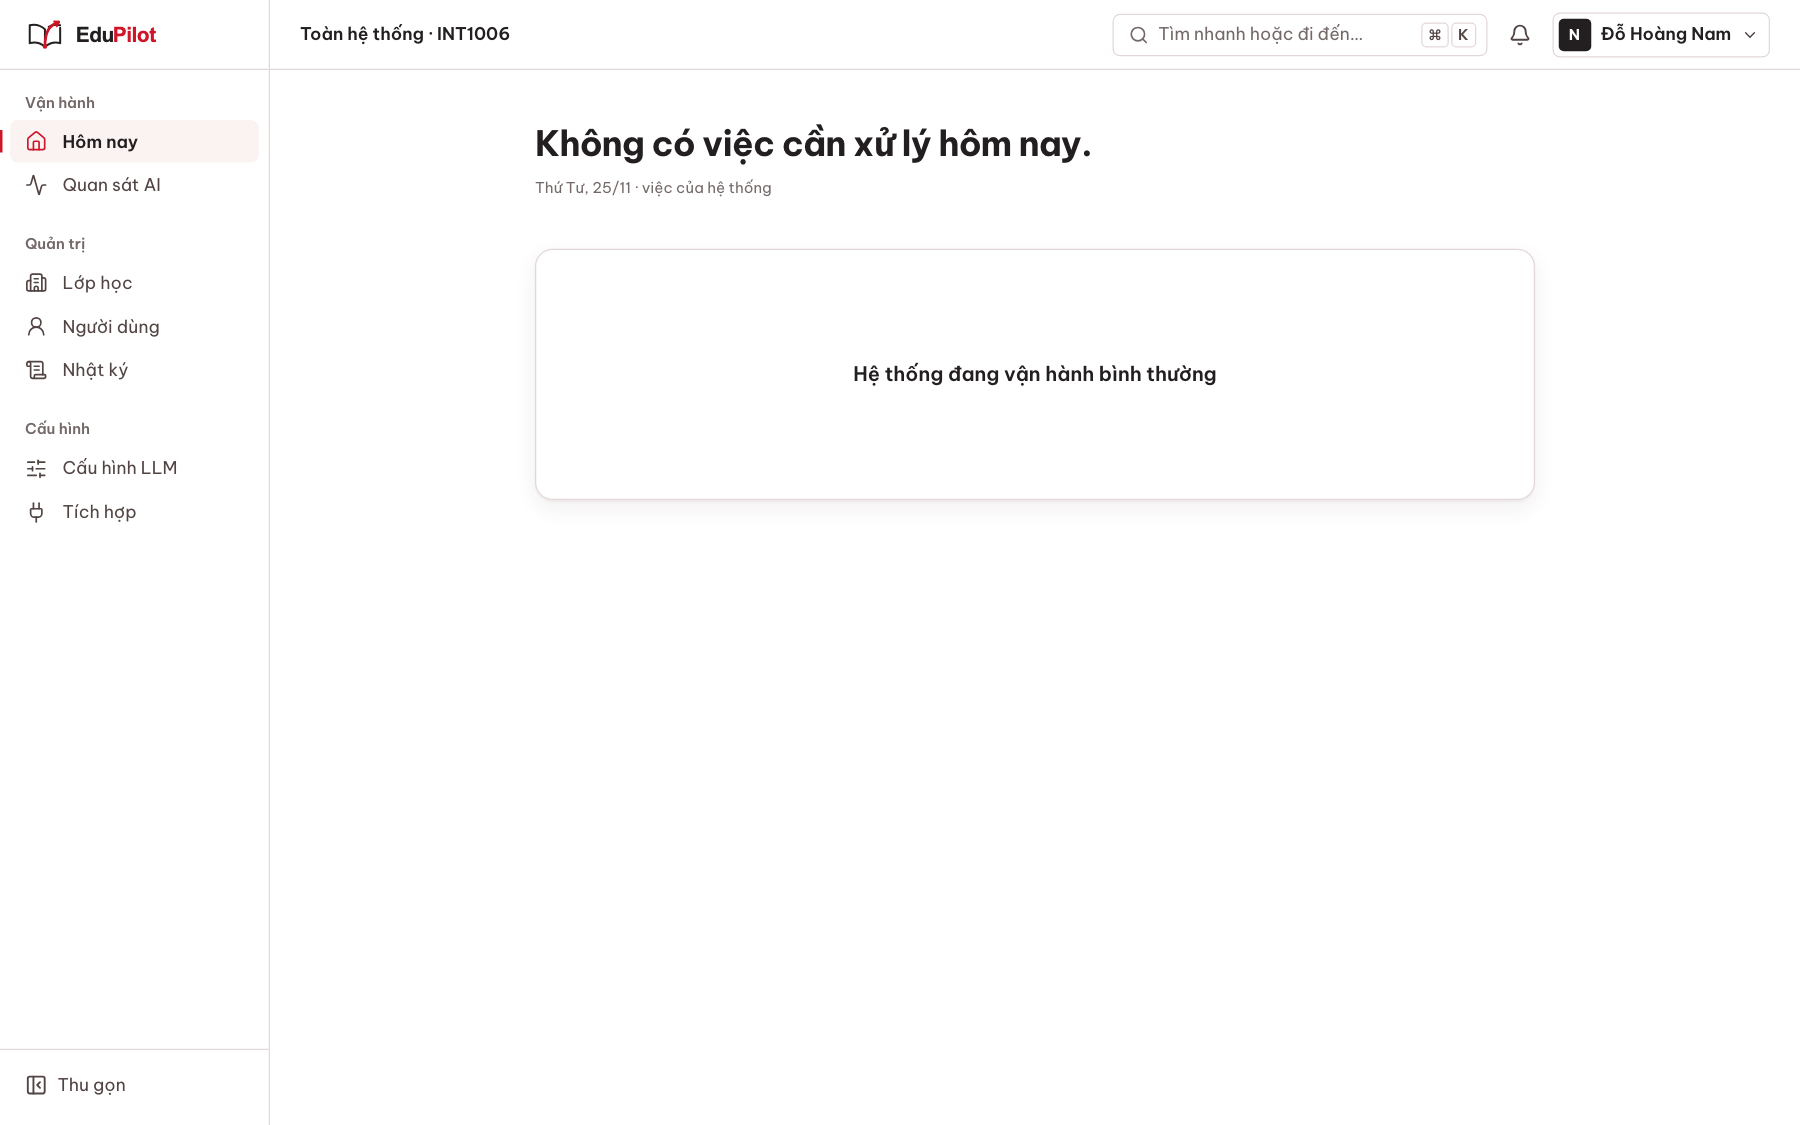 EduPilot
Toàn hệ thống · INT1006
Tìm nhanh hoặc đi đến...
⌘ K
N
Đỗ Hoàng Nam
Vận hành
Hôm nay
Quan sát AI
Quản trị
Lớp học
Người dùng
Nhật ký
Cấu hình
Cấu hình LLM
Tích hợp
Thu gọn
Không có việc cần xử lý hôm nay.
Thứ Tư, 25/11 · việc của hệ thống
Hệ thống đang vận hành bình thường